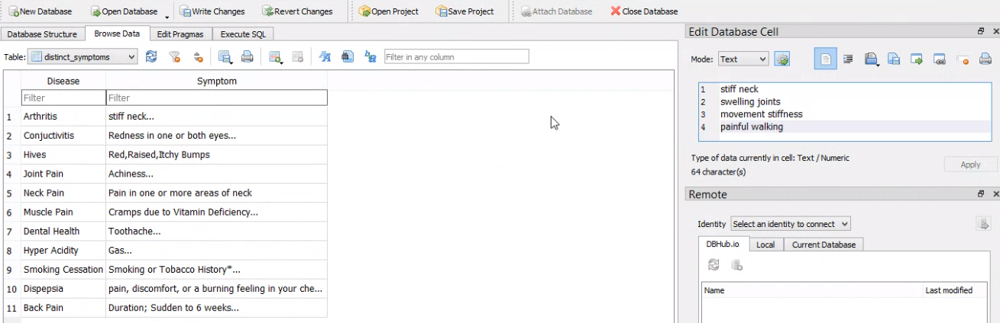 New Database Open Database Write Changes Revert Changes Open Project Save Project Attach Database Close Database
Database Structure Browse Data Edit Pragmas Execute SQL
Table: distinct_symptoms Filter in any column
Disease Symptom
Filter Filter
1 Arthritis stiff neck...
2 Conjuctivitis Redness in one or both eyes...
3 Hives Red,Raised,Itchy Bumps
4 Joint Pain Achiness...
5 Neck Pain Pain in one or more areas of neck
6 Muscle Pain Cramps due to Vitamin Deficiency...
7 Dental Health Toothache...
8 Hyper Acidity Gas...
9 Smoking Cessation Smoking or Tobacco History*...
10 Dispepsia pain, discomfort, or a burning feeling in your che...
11 Back Pain Duration; Sudden to 6 weeks...
Edit Database Cell
Mode: Text
1 stiff neck
2 swelling joints
3 movement stiffness
4 painful walking
Type of data currently in cell: Text / Numeric
64 character(s)
Apply
Remote
Identity Select an identity to connect
DBHub.io Local Current Database
Name Last modified